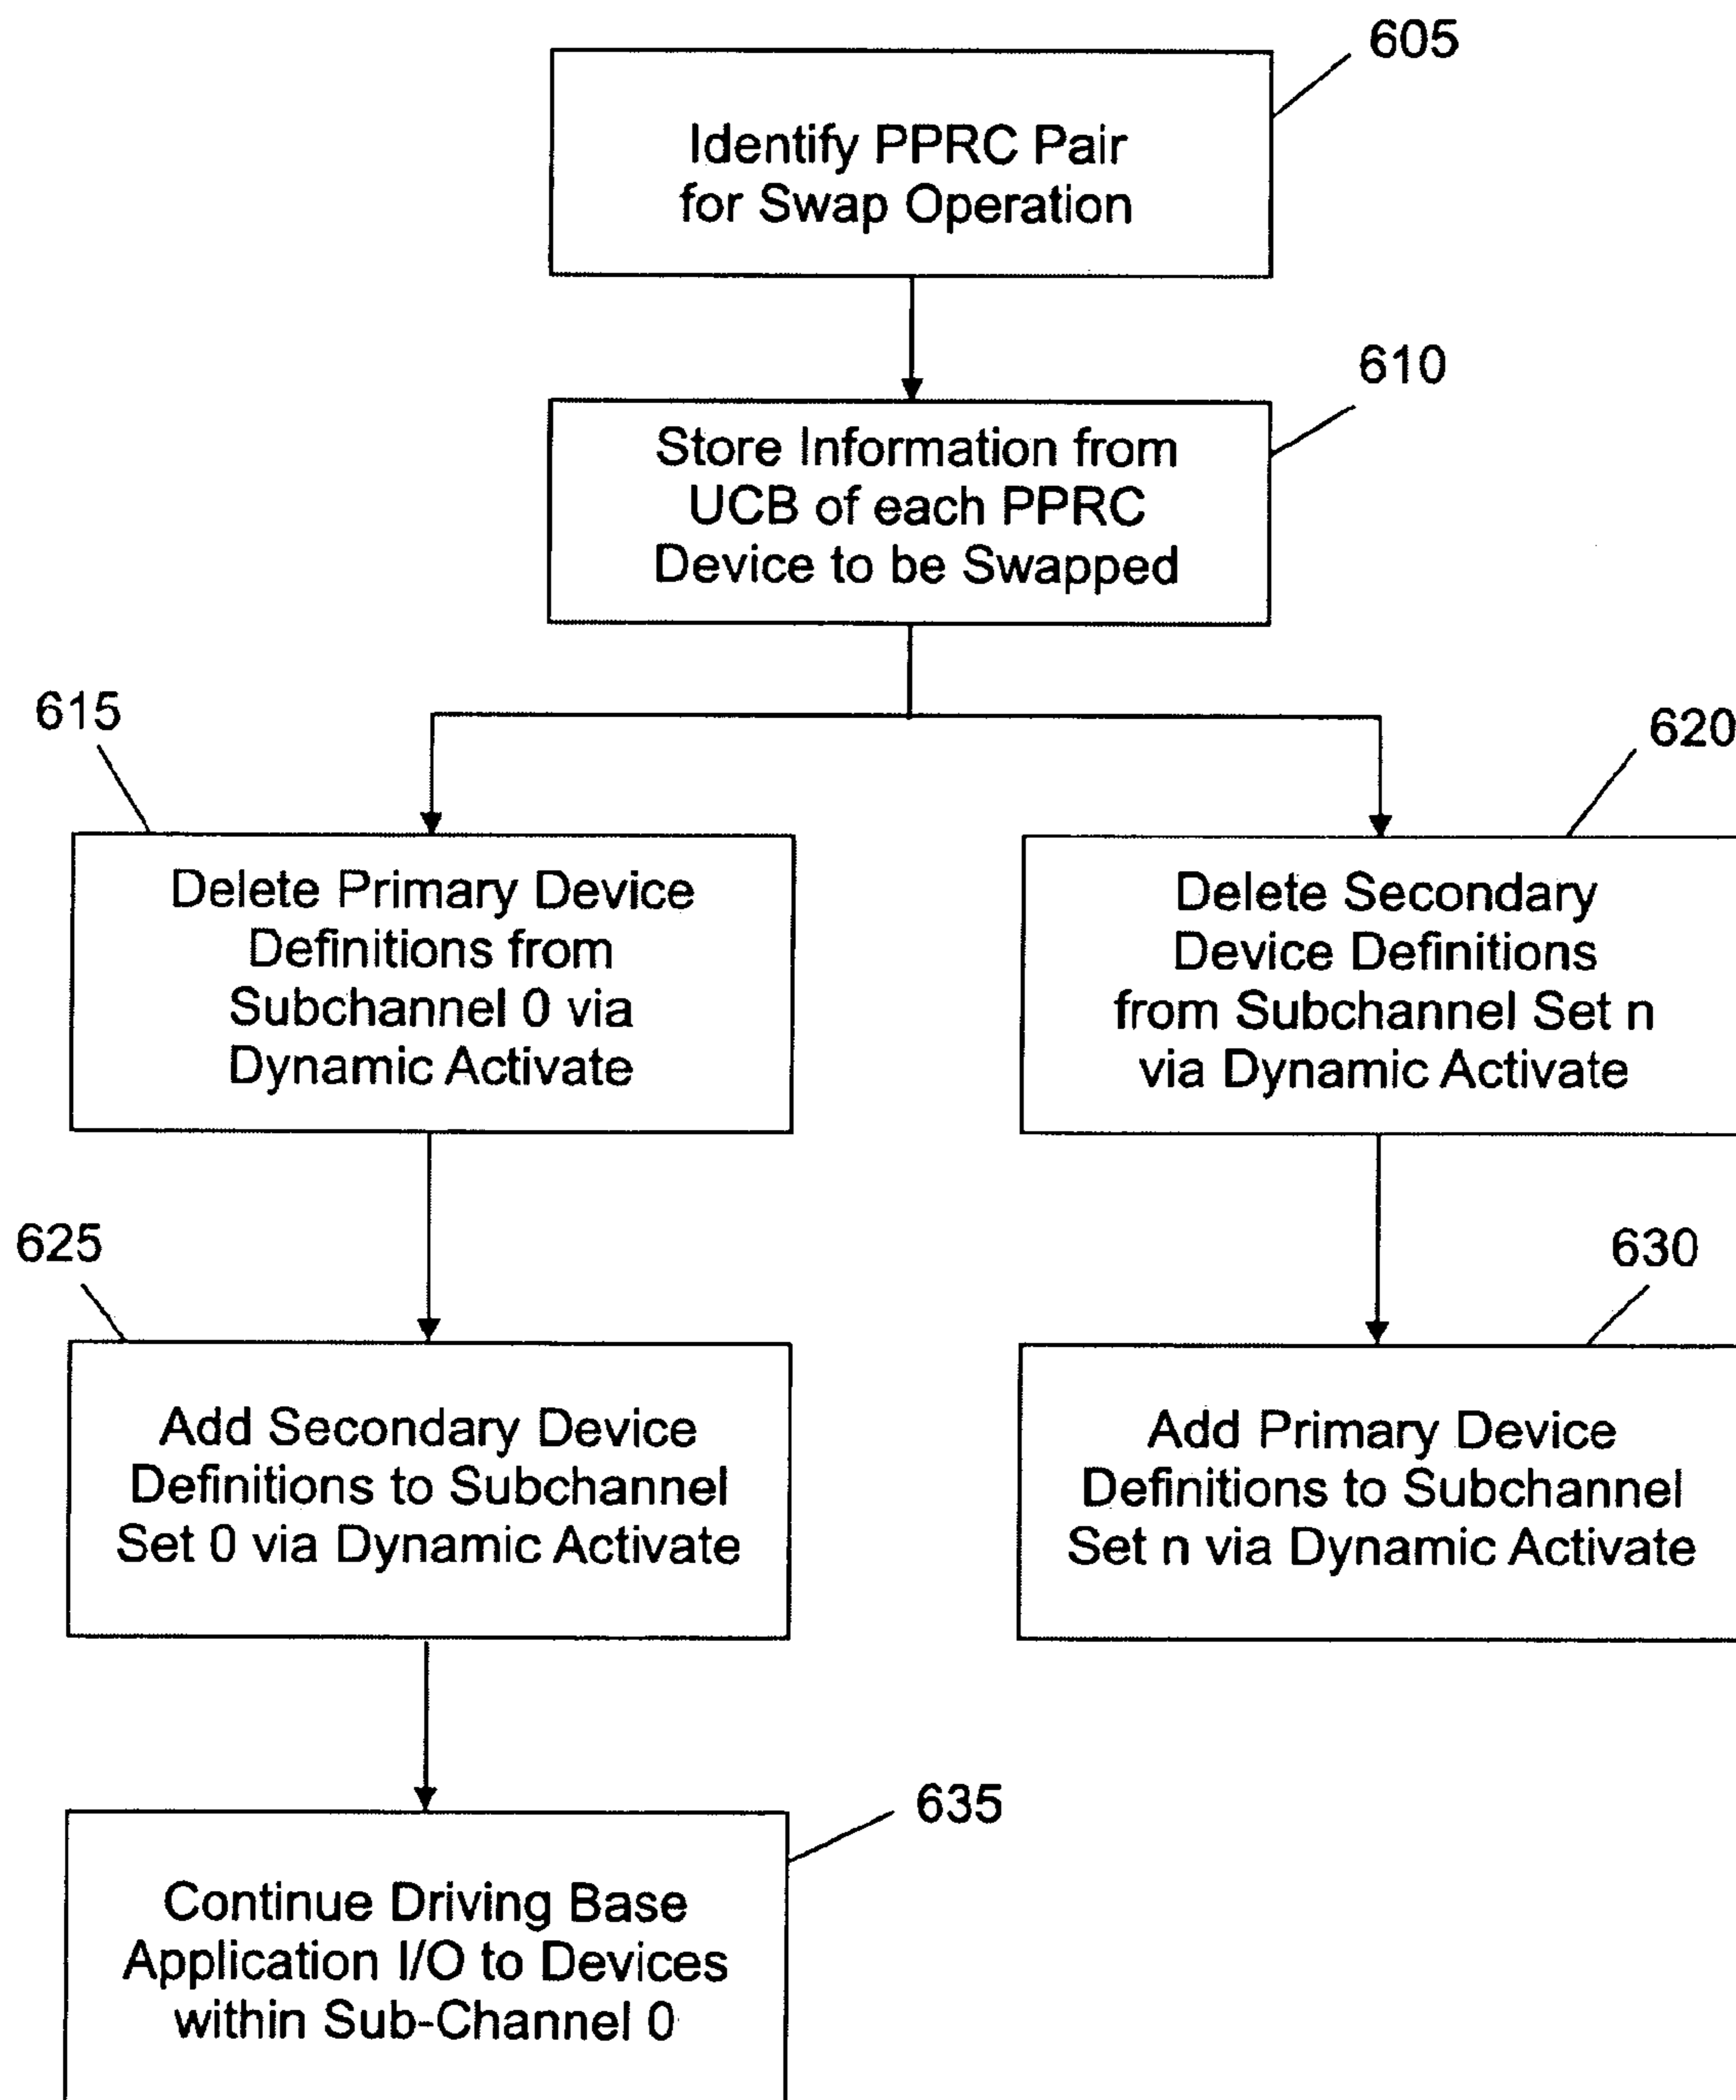 605
Identify PPRC Pair
for Swap Operation
610
Store Information from
UCB of each PPRC
Device to be Swapped
615
Delete Primary Device
Definitions from
Subchannel 0 via
Dynamic Activate
620
Delete Secondary
Device Definitions
from Subchannel Set n
via Dynamic Activate
625
Add Secondary Device
Definitions to Subchannel
Set 0 via Dynamic Activate
630
Add Primary Device
Definitions to Subchannel
Set n via Dynamic Activate
635
Continue Driving Base
Application I/O to Devices
within Sub-Channel 0